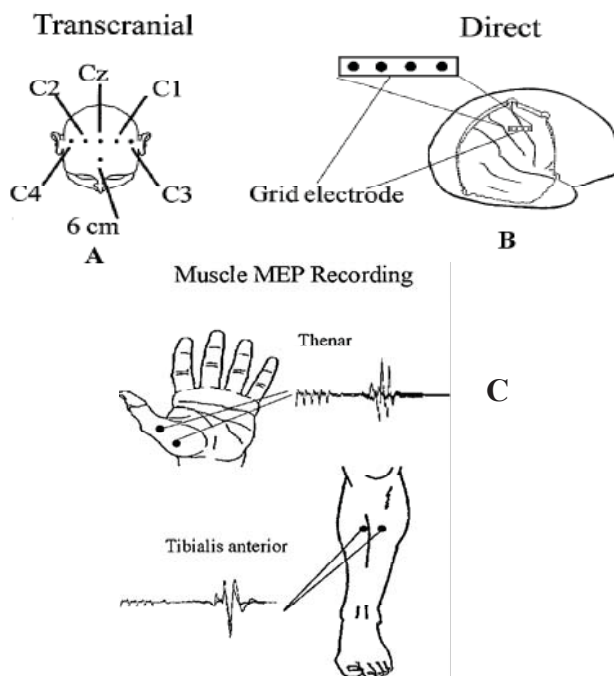 Transcranial
Direct
C2
Cz
C1
C4
C3
6 cm
A
Grid electrode
B
Muscle MEP Recording
Thenar
C
Tibialis anterior